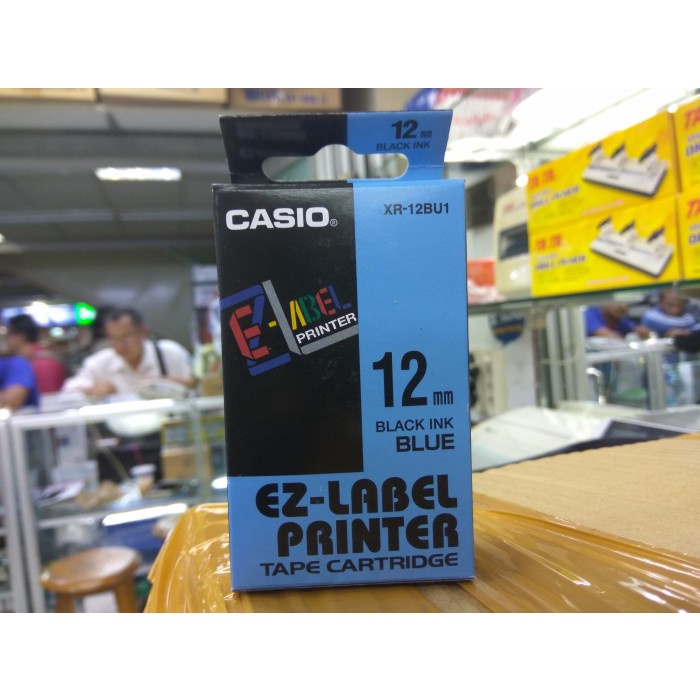 12 mm
BLACK INK
CASIO®
XR-12BU1
E-LABEL
PRINTER
12 mm
BLACK INK
BLUE
EZ-LABEL
PRINTER
TAPE CARTRIDGE